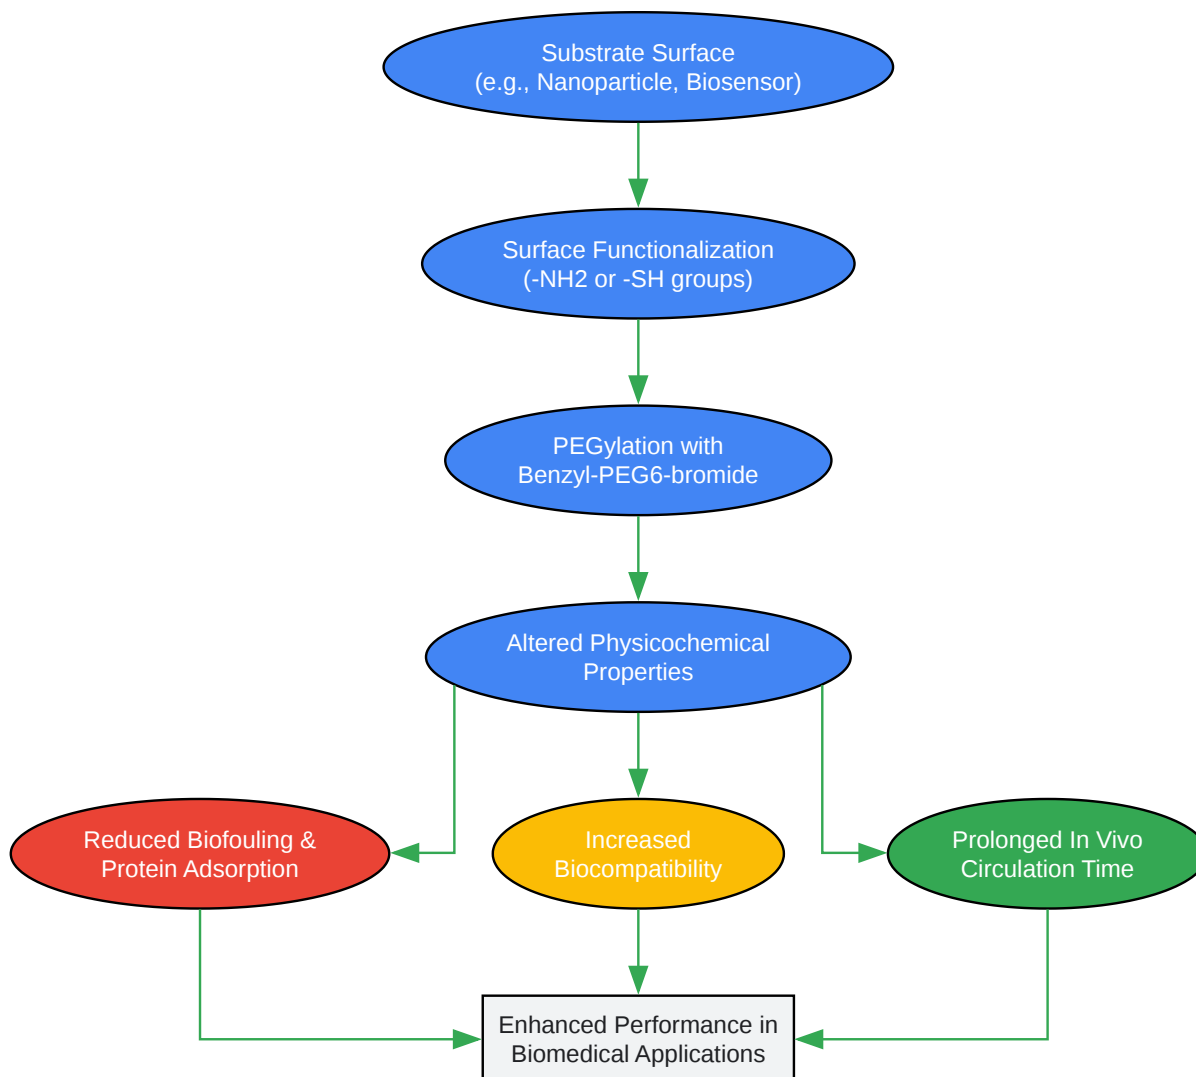 Substrate Surface
(e.g., Nanoparticle, Biosensor)
Surface Functionalization
(-NH2 or -SH groups)
PEGylation with
Benzyl-PEG6-bromide
Altered Physicochemical
Properties
Reduced Biofouling &
Protein Adsorption
Increased
Biocompatibility
Prolonged In Vivo
Circulation Time
Enhanced Performance in
Biomedical Applications